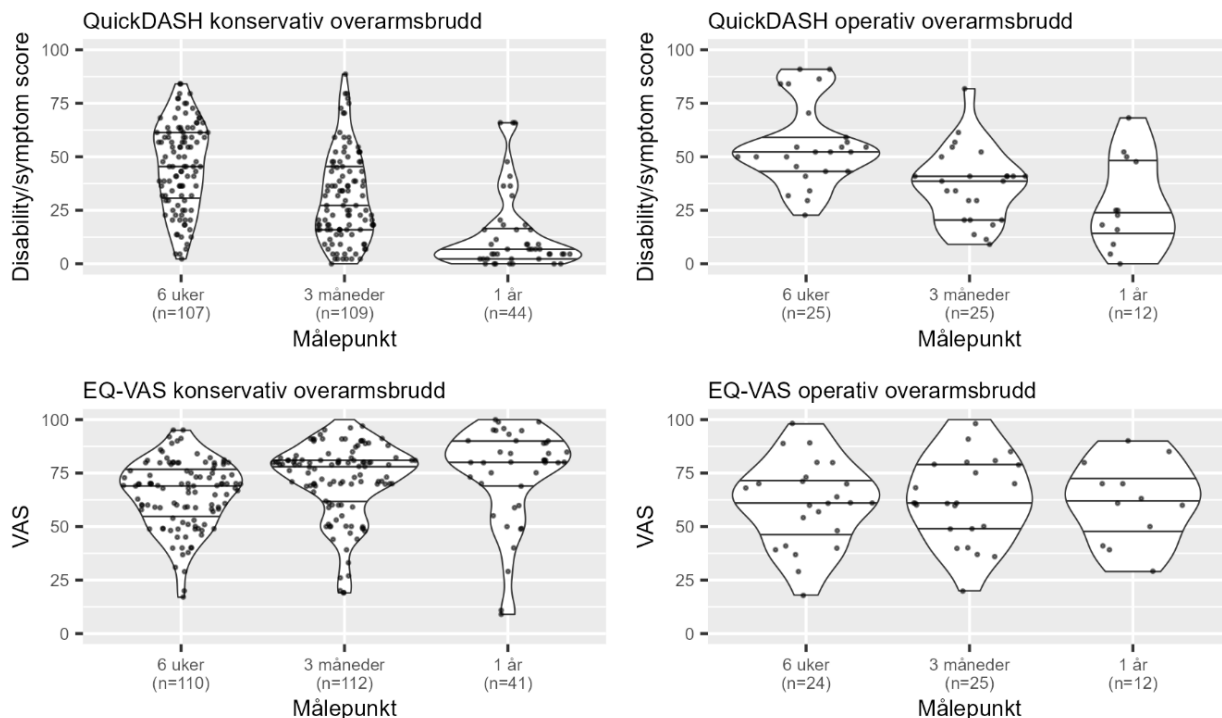 QuickDASH konservativ overarmsbrudd
Disability/symptom score
100
75
50
25
0
6 uker
(n=107)
3 måneder
(n=109)
1 år
(n=44)
Målepunkt
QuickDASH operativ overarmsbrudd
Disability/symptom score
100
75
50
25
0
6 uker
(n=25)
3 måneder
(n=25)
1 år
(n=12)
Målepunkt
EQ-VAS konservativ overarmsbrudd
VAS
100
75
50
25
0
6 uker
(n=110)
3 måneder
(n=112)
1 år
(n=41)
Målepunkt
EQ-VAS operativ overarmsbrudd
VAS
100
75
50
25
0
6 uker
(n=24)
3 måneder
(n=25)
1 år
(n=12)
Målepunkt